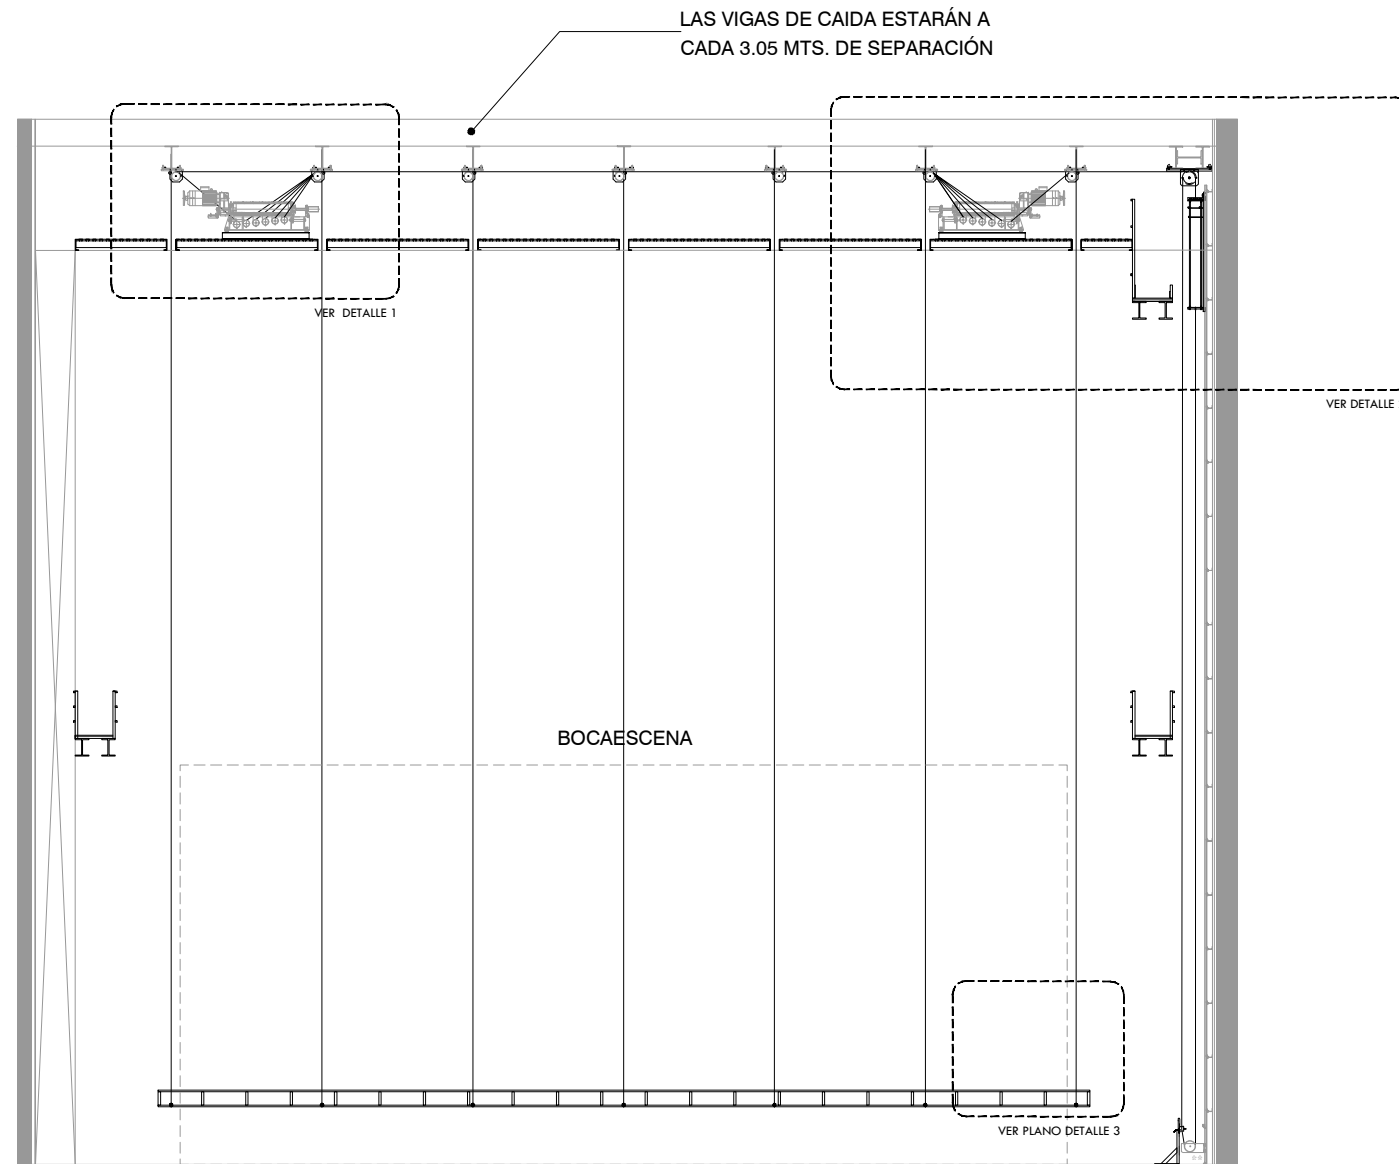 LAS VIGAS DE CAIDA ESTARÁN A
CADA 3.05 MTS. DE SEPARACIÓN
VER DETALLE 1
VER DETALLE
BOCAESCENA
VER PLANO DETALLE 3